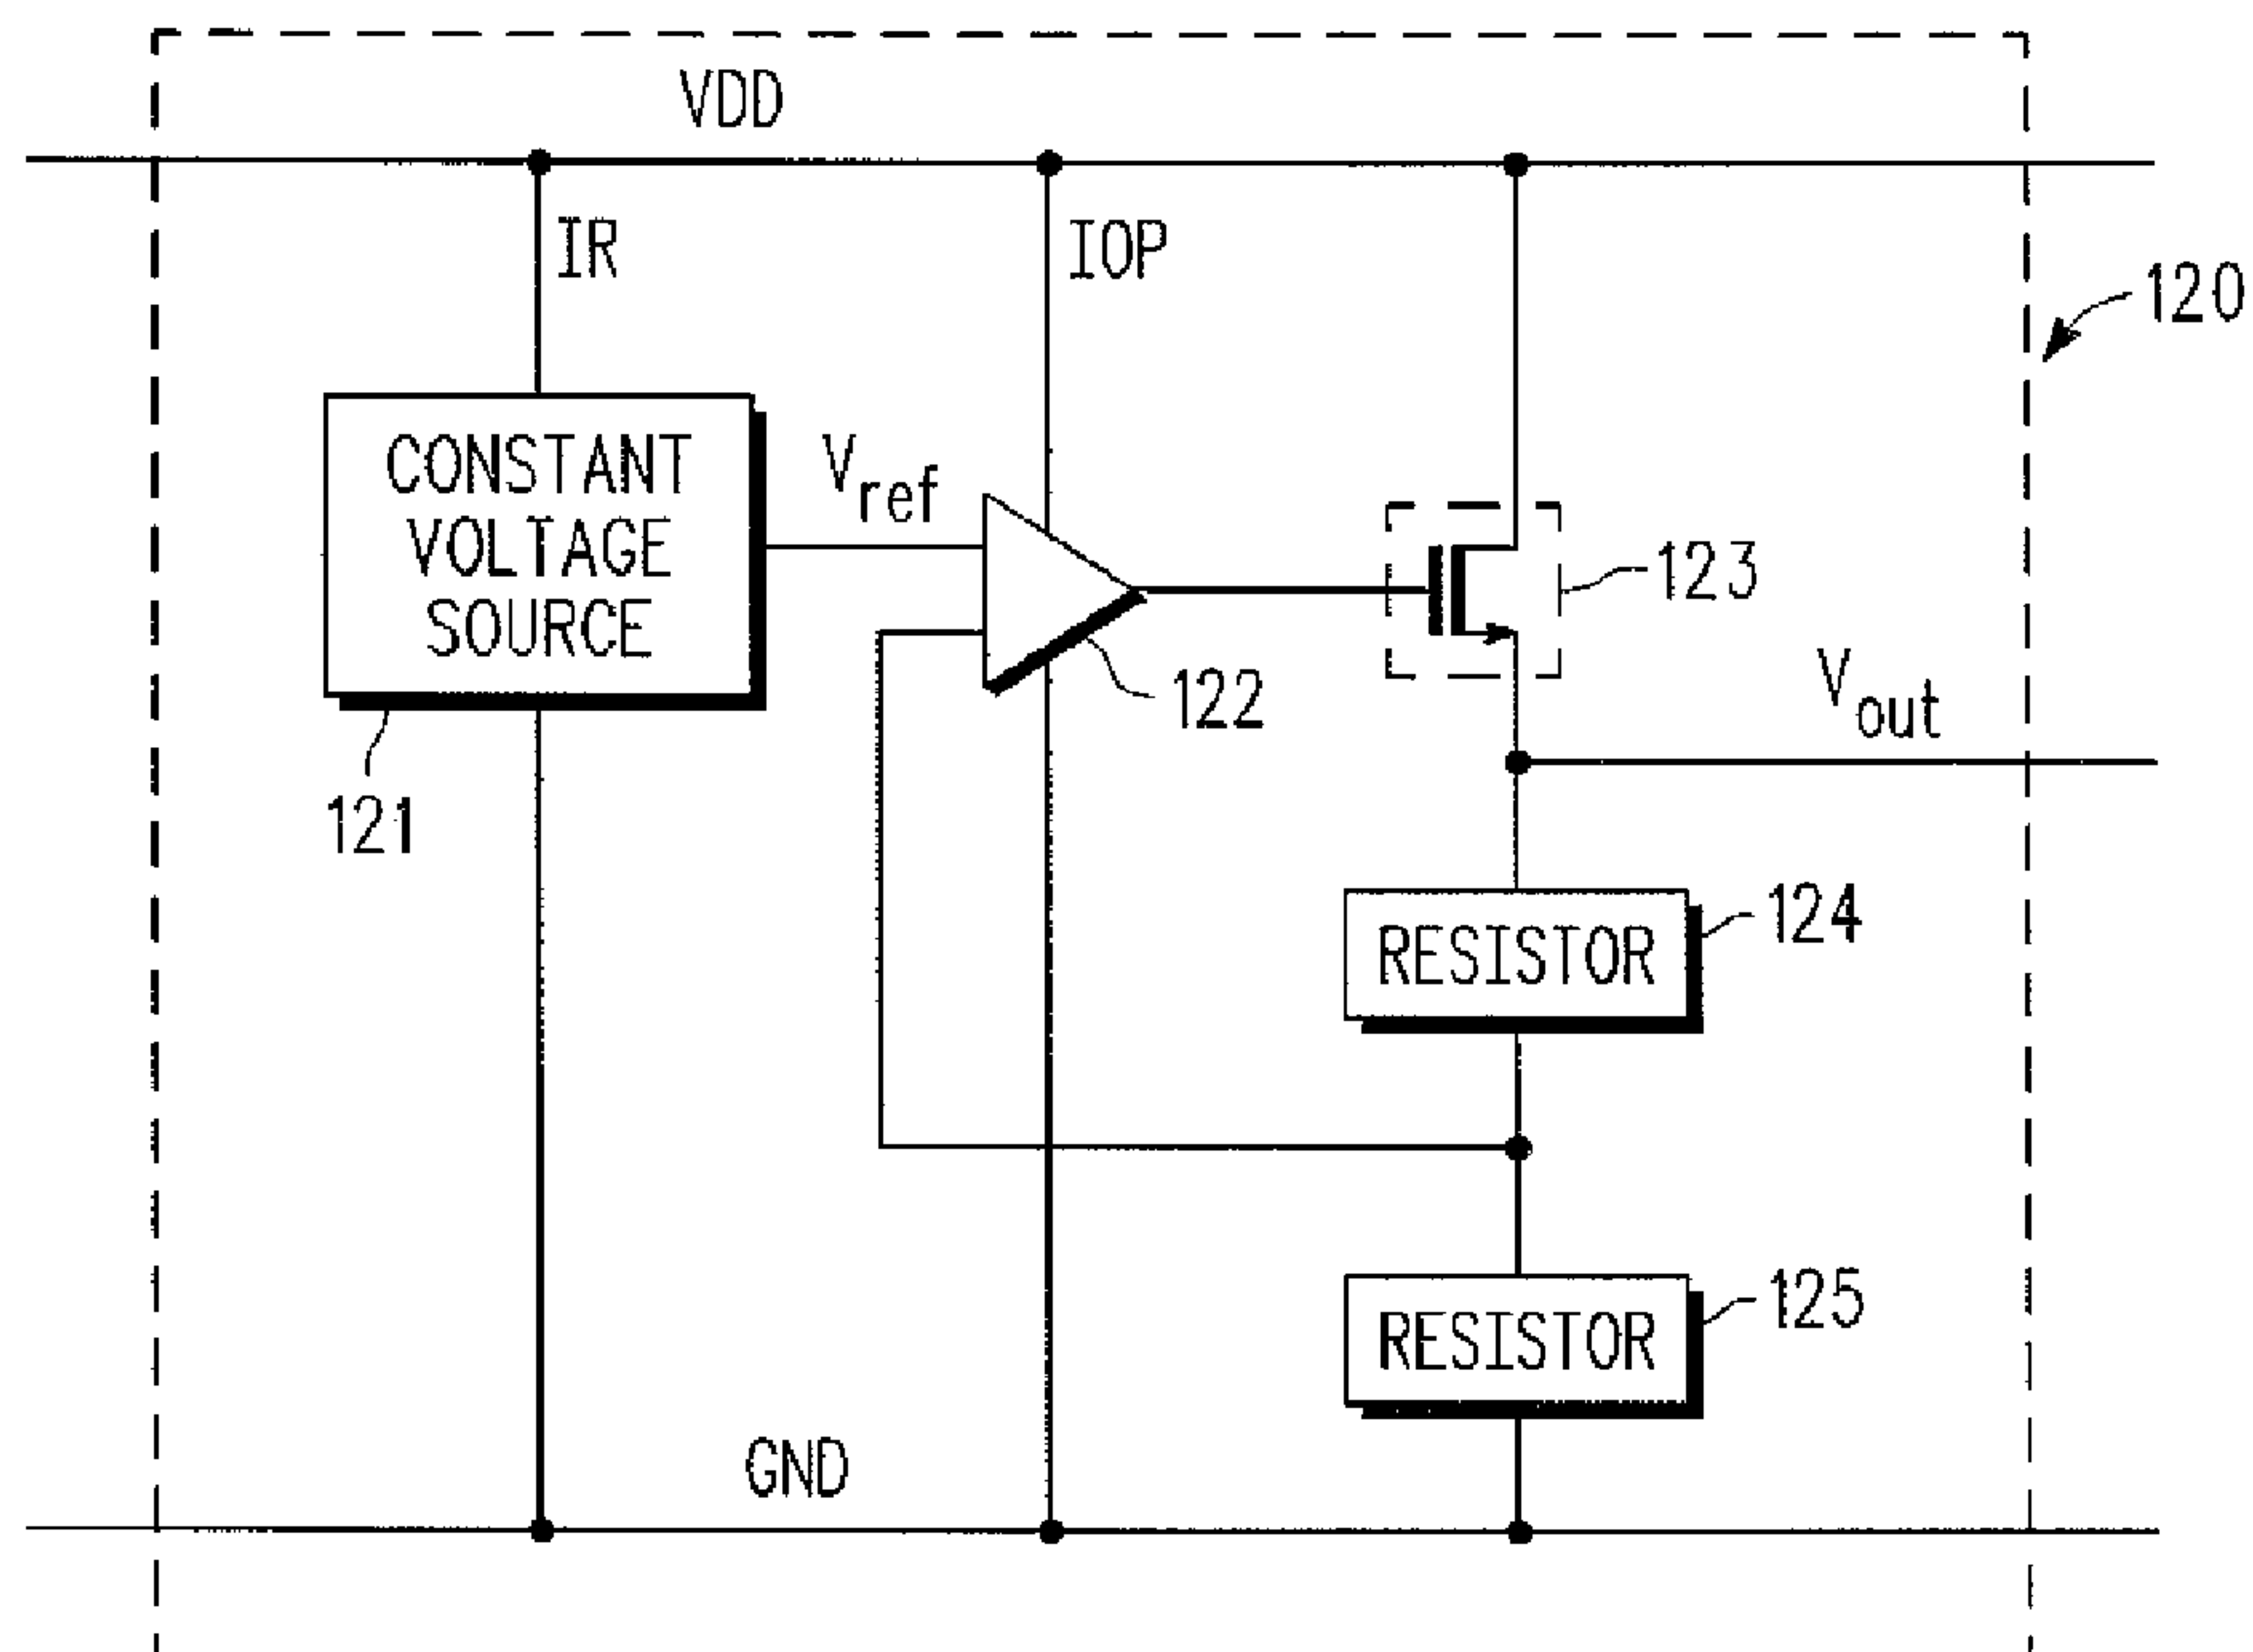 VDD
IR
IOP
120
CONSTANT
VOLTAGE
SOURCE
Vref
123
122
Vout
121
RESISTOR
124
RESISTOR
125
GND